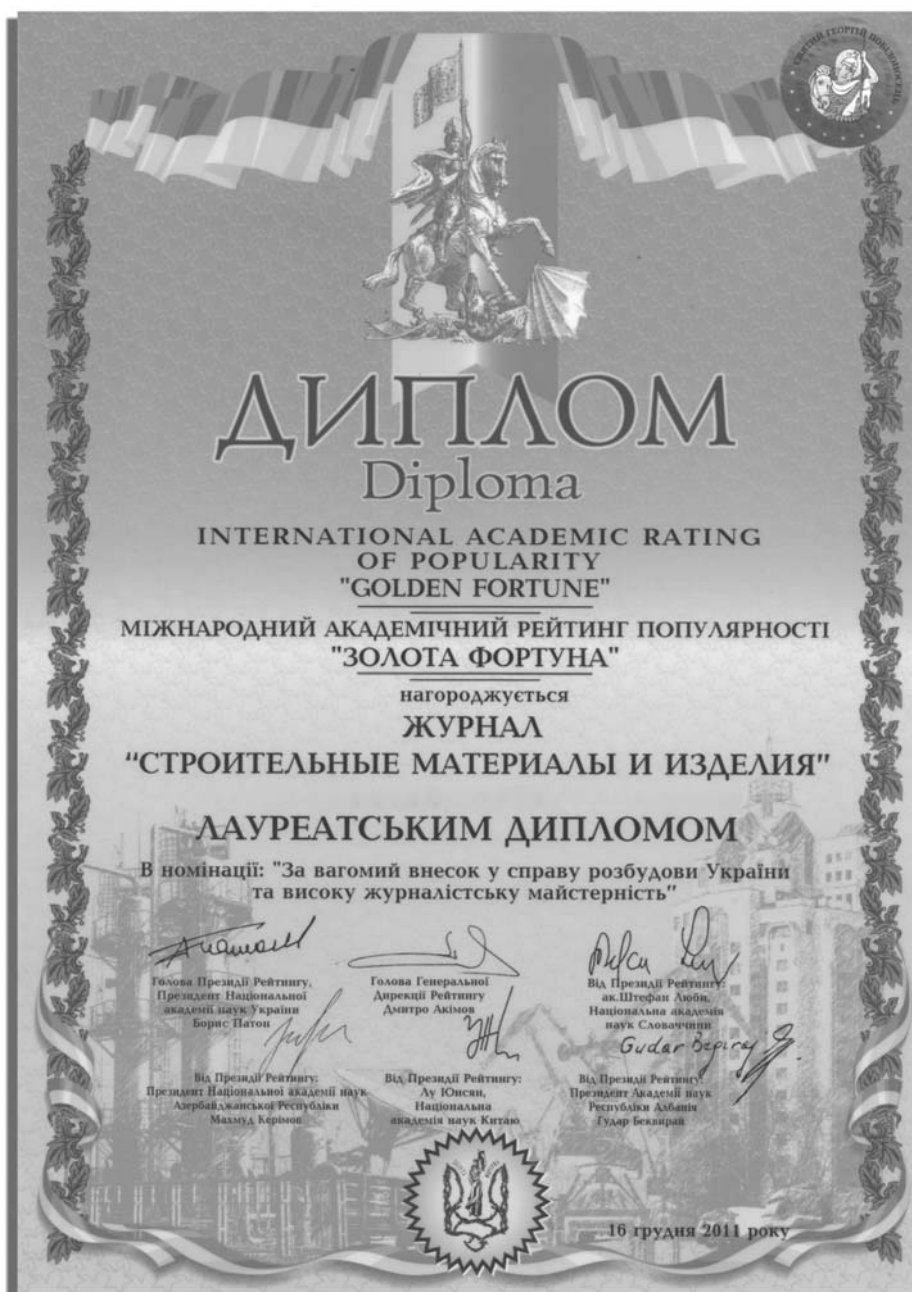 СВЯТИЙ ГЕОРГІЙ ПОБІДОНОСЕЦЬ
ДИПЛОМ
Diploma
INTERNATIONAL ACADEMIC RATING
OF POPULARITY
"GOLDEN FORTUNE"
МІЖНАРОДНИЙ АКАДЕМІЧНИЙ РЕЙТИНГ ПОПУЛЯРНОСТІ
"ЗОЛОТА ФОРТУНА"
нагороджується
ЖУРНАЛ
"СТРОИТЕЛЬНЫЕ МАТЕРИАЛЫ И ИЗДЕЛИЯ"
ЛАУРЕАТСЬКИМ ДИПЛОМОМ
В номінації: "За вагомий внесок у справу розбудови України
та високу журналістську майстерність"
Голова Президії Рейтингу,
Президент Національної
академії наук України
Борис Патон
Голова Генеральної
Дирекції Рейтингу
Дмитро Акімов
Від Президії Рейтингу:
ак.Штефан Люби,
Національна академія
наук Словаччини
Gudar Beqiraj
Від Президії Рейтингу:
Президент Національної академії наук
Азербайджанської Республіки
Махмуд Керімов
Від Президії Рейтингу:
Лу Юнсян,
Національна
академія наук Китаю
Від Президії Рейтингу:
Президент Академії наук
Республіки Албанія
Гудар Беквирай
16 грудня 2011 року